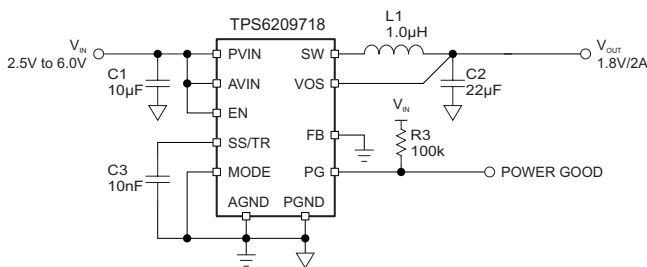 TPS6209718
V_IN
2.5V to 6.0V
C1
10µF
PVIN
AVIN
EN
SS/TR
MODE
AGND
PGND
SW
VOS
FB
PG
L1
1.0µH
V_OUT
1.8V/2A
C2
22µF
V_IN
R3
100k
POWER GOOD
C3
10nF